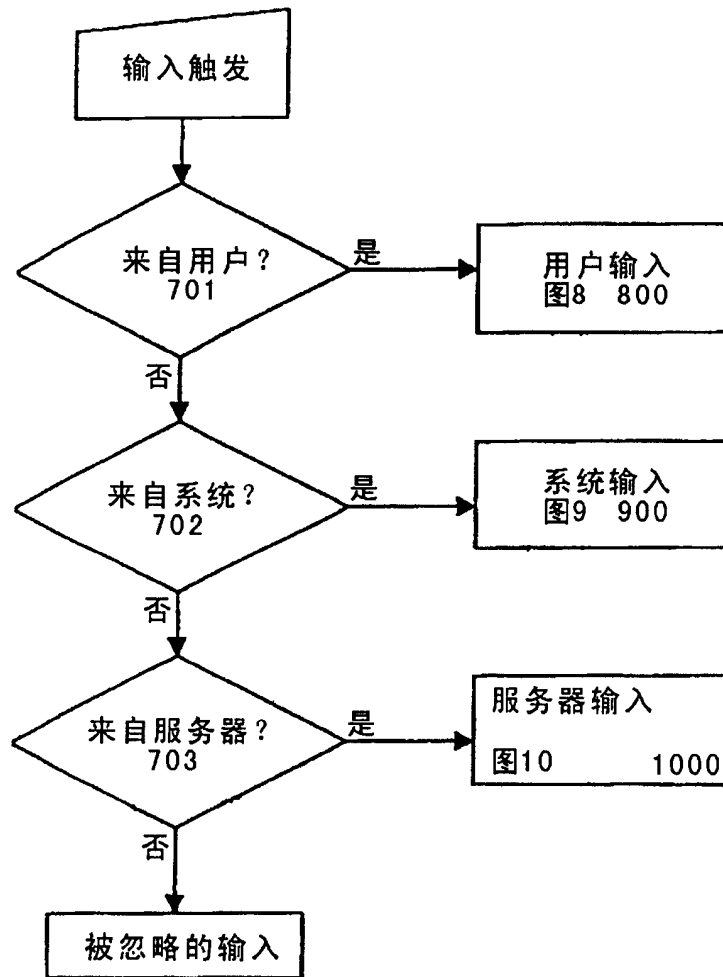 输入触发
来自用户？
701
是
用户输入
图8 800
否
来自系统？
702
是
系统输入
图9 900
否
来自服务器？
703
是
服务器输入
图10 1000
否
被忽略的输入